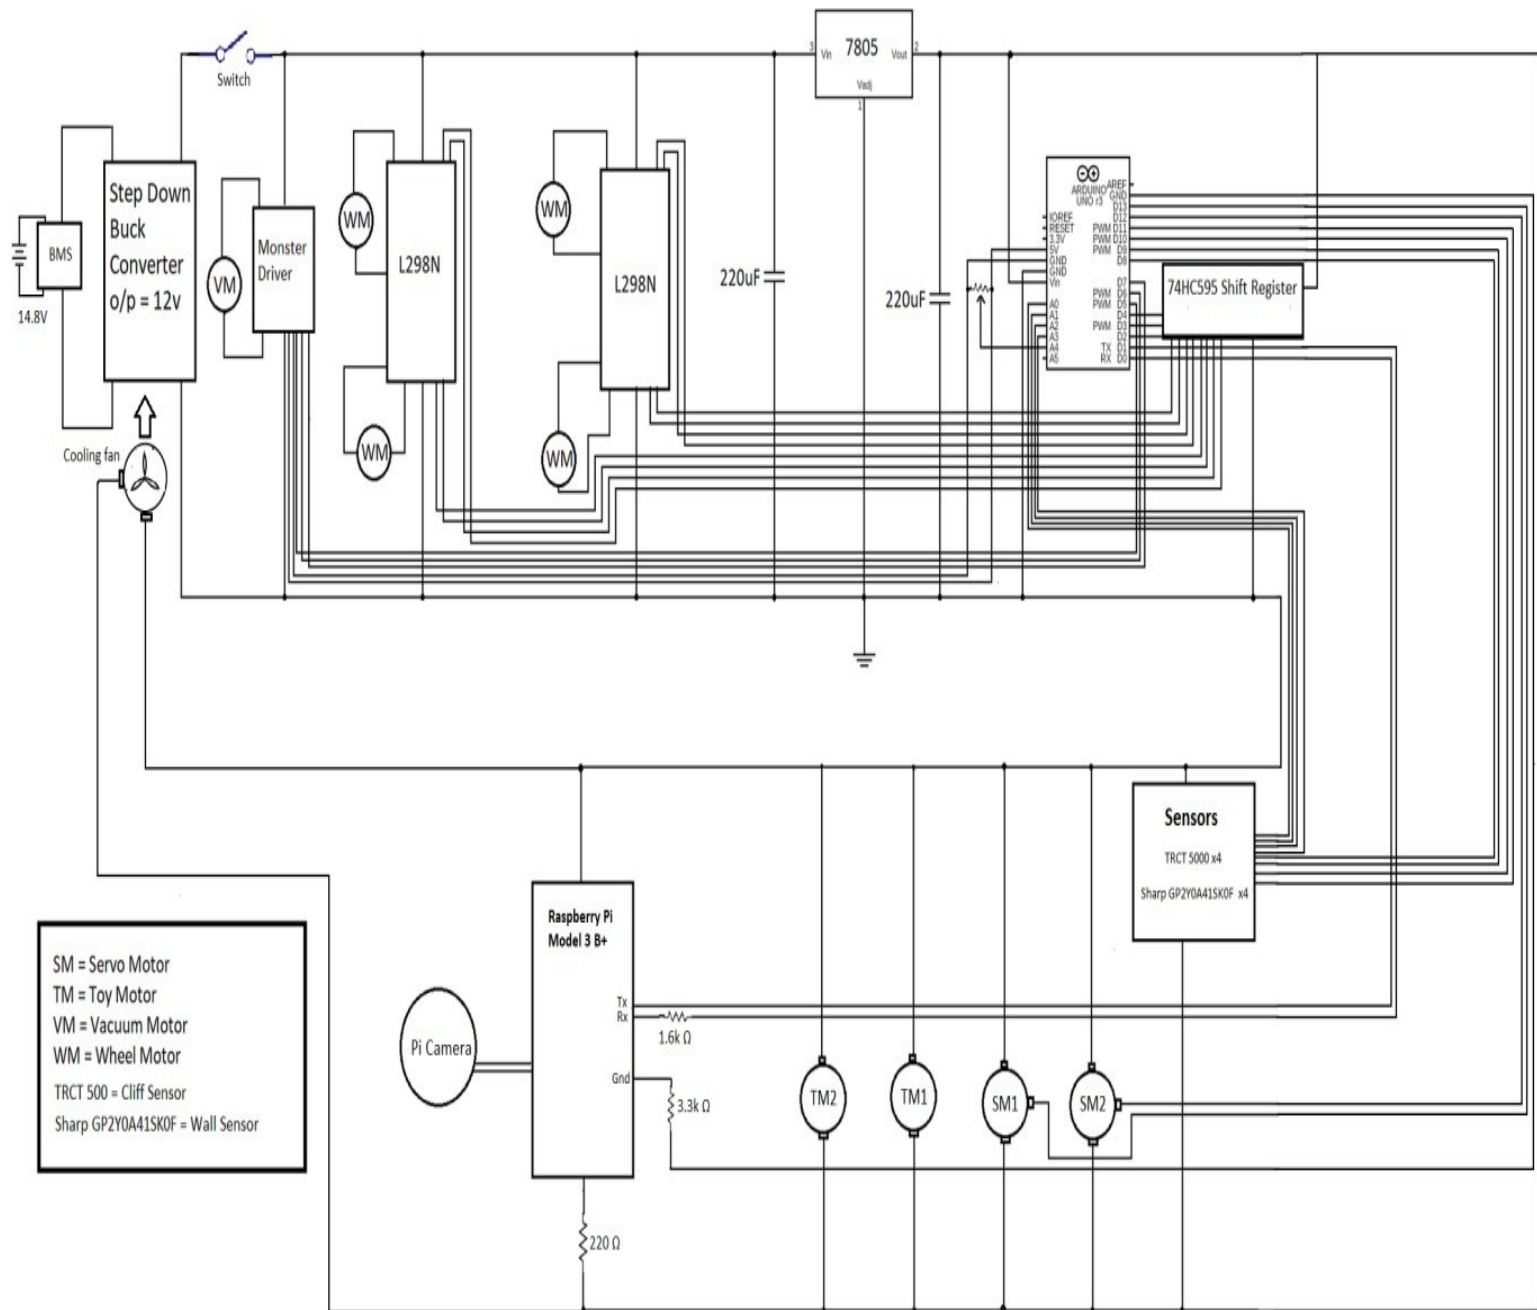 Switch
3
Vin
7805
Vout
2
Vadj
1
Step Down
Buck
Converter
o/p = 12v
BMS
14.8V
VM
Monster
Driver
WM
L298N
WM
WM
L298N
WM
220uF
220uF
ARDUINO
UNO r3
AREF
GND
D13
D12
PWM D11
PWM D10
PWM D9
D8
D7
PWM D6
PWM D5
D4
PWM D3
D2
TX D1
RX D0
IOREF
RESET
3.3V
5V
GND
GND
Vin
A0
A1
A2
A3
A4
A5
74HC595 Shift Register
Cooling fan
Sensors
TRCT 5000 x4
Sharp GP2Y0A41SK0F x4
Raspberry Pi
Model 3 B+
Tx
Rx
Gnd
1.6k Ω
3.3k Ω
220 Ω
Pi Camera
TM2
TM1
SM1
SM2
SM = Servo Motor
TM = Toy Motor
VM = Vacuum Motor
WM = Wheel Motor
TRCT 500 = Cliff Sensor
Sharp GP2Y0A41SK0F = Wall Sensor